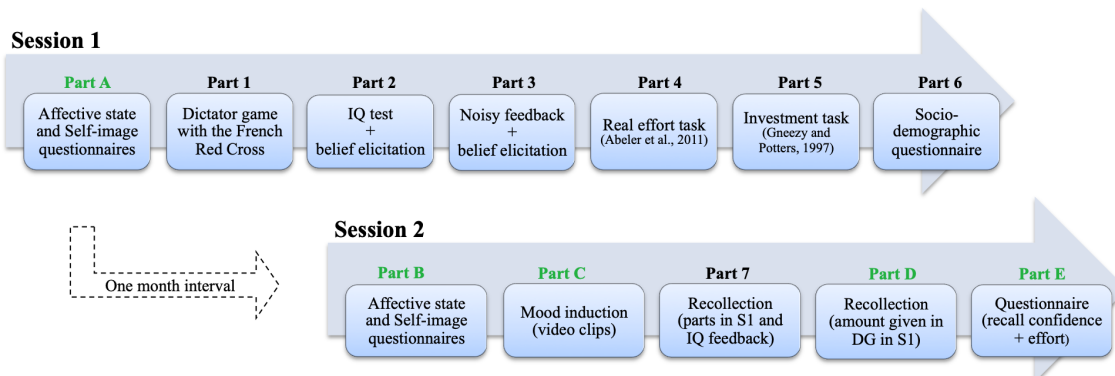 Session 1
Part A
Affective state
and Self-image
questionnaires
Part 1
Dictator game
with the French
Red Cross
Part 2
IQ test
+
belief elicitation
Part 3
Noisy feedback
+
belief elicitation
Part 4
Real effort task
(Abeler et al., 2011)
Part 5
Investment task
(Gneezy and
Potters, 1997)
Part 6
Socio-
demographic
questionnaire
One month interval
Session 2
Part B
Affective state
and Self-image
questionnaires
Part C
Mood induction
(video clips)
Part 7
Recollection
(parts in S1 and
IQ feedback)
Part D
Recollection
(amount given in
DG in S1)
Part E
Questionnaire
(recall confidence
+ effort)